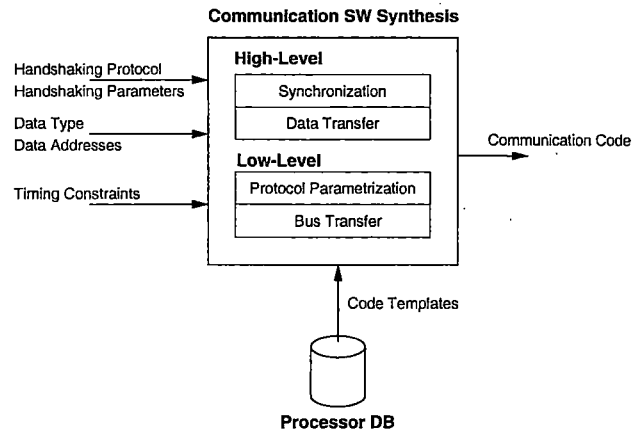 Communication SW Synthesis
High-Level
Handshaking Protocol
Handshaking Parameters
Synchronization
Data Type
Data Addresses
Data Transfer
Communication Code
Low-Level
Timing Constraints
Protocol Parametrization
Bus Transfer
Code Templates
Processor DB